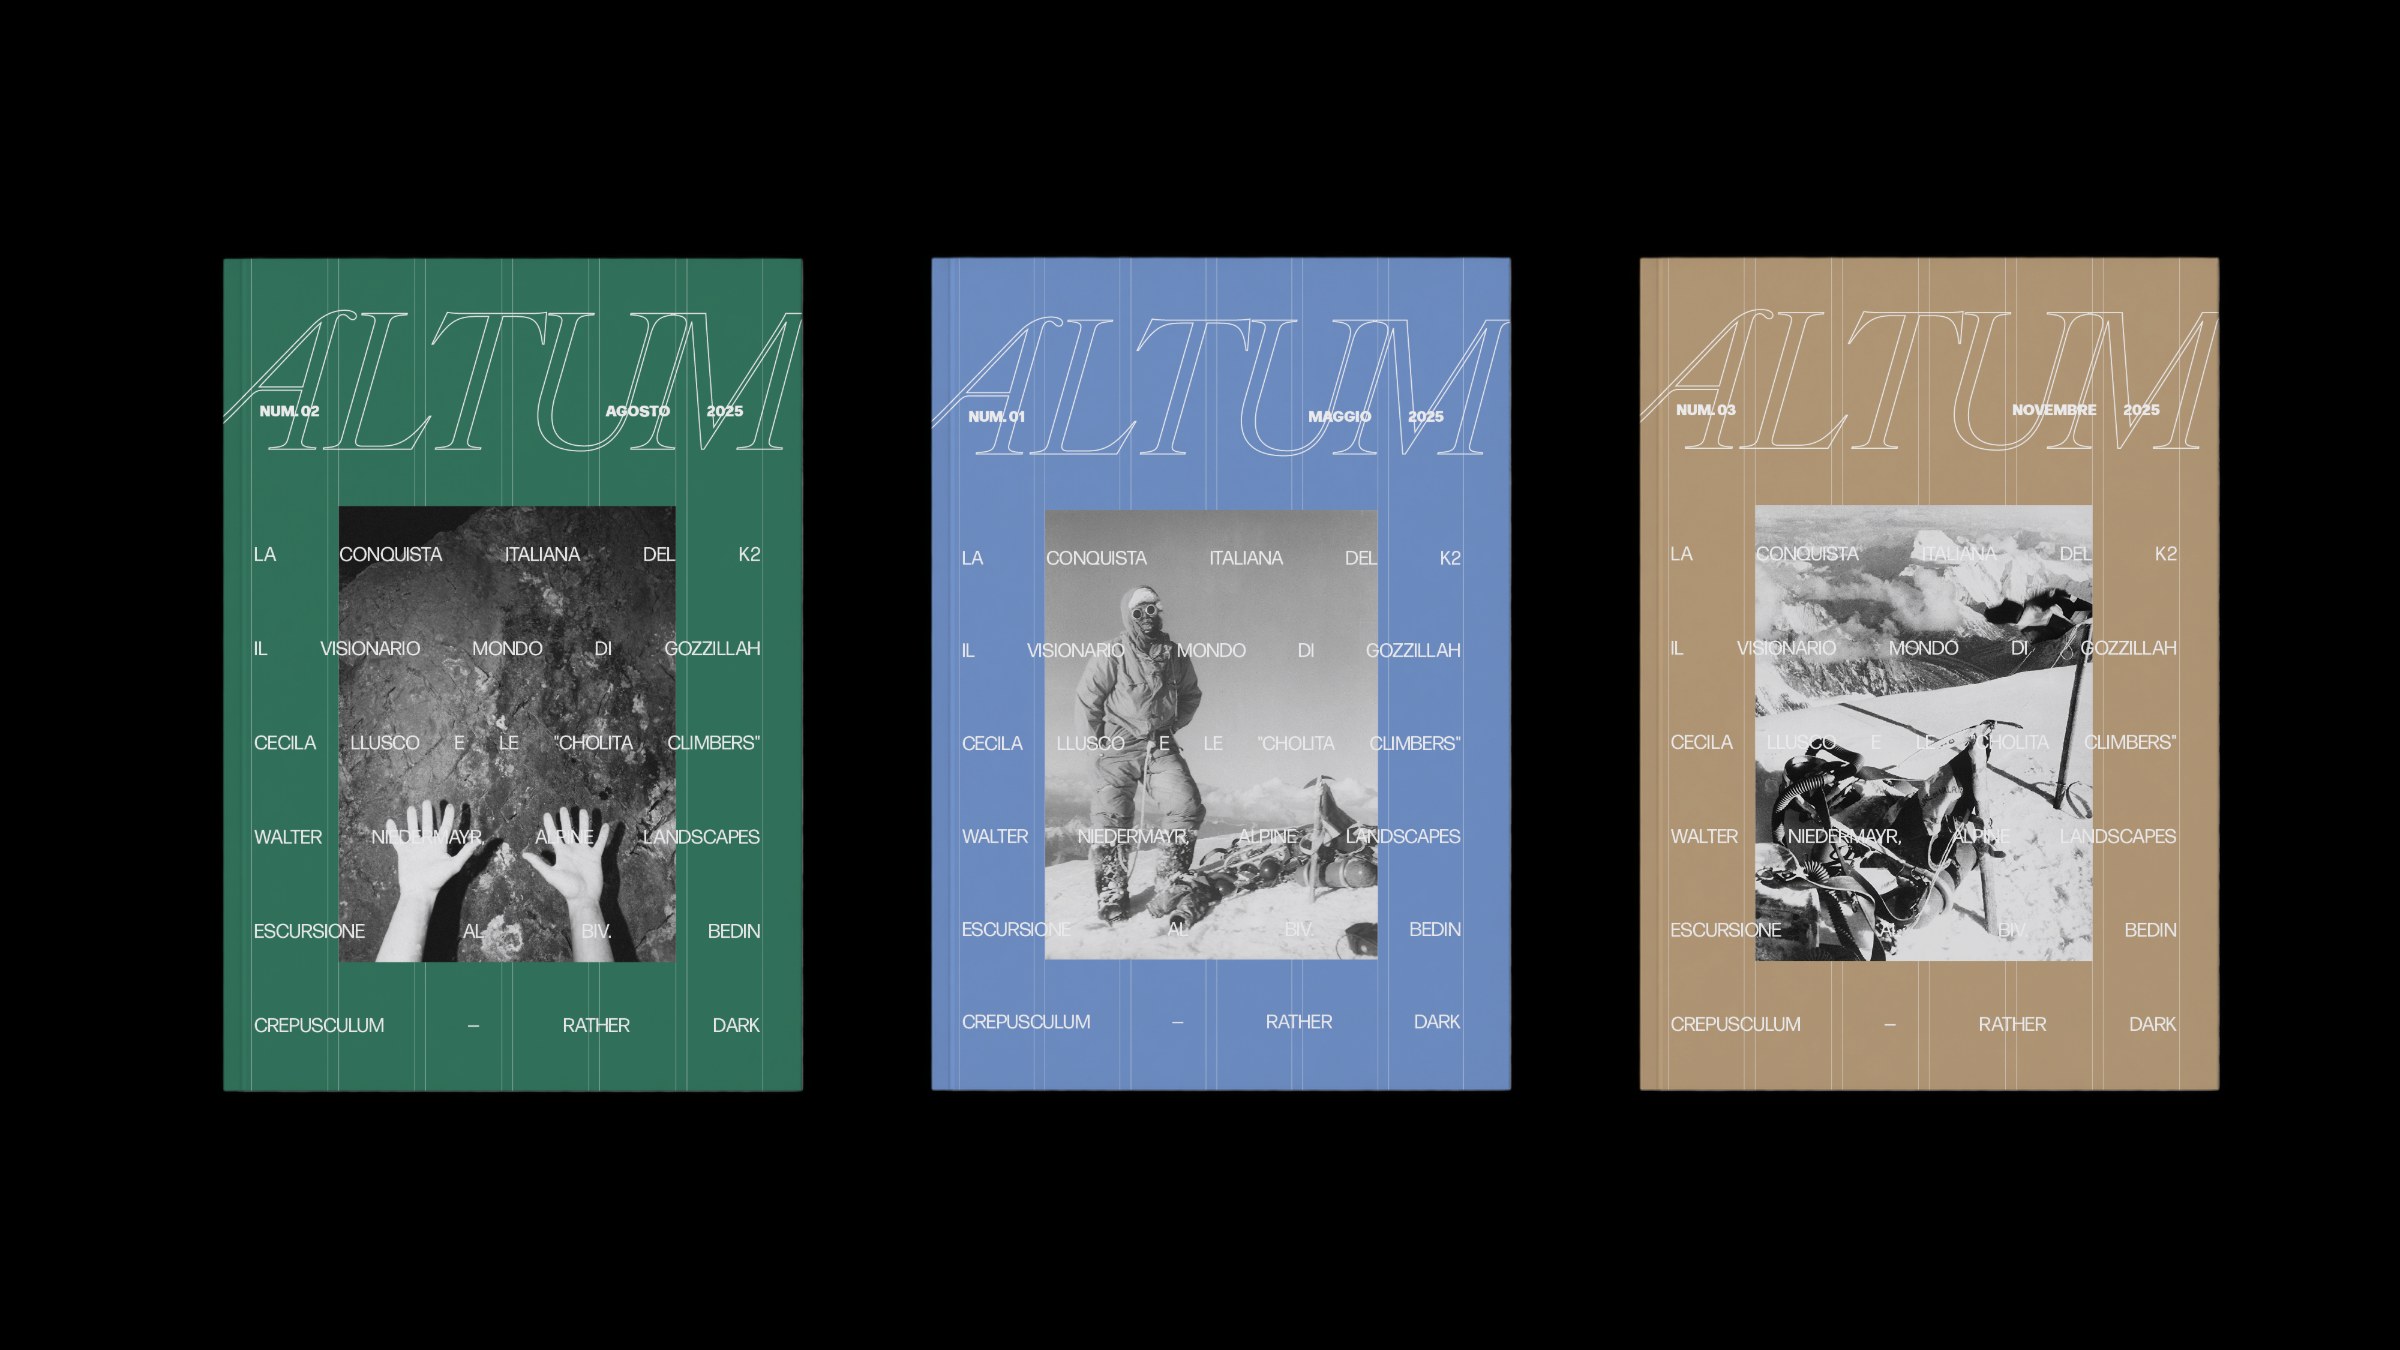 ALTUM
NUM. 02 AGOSTO 2025
LA CONQUISTA ITALIANA DEL K2
IL VISIONARIO MONDO DI GOZZILLAH
CECILA LLUSCO E LE "CHOLITA CLIMBERS"
WALTER NIEDERMAYR, ALPINE LANDSCAPES
ESCURSIONE AL BIV. BEDIN
CREPUSCULUM – RATHER DARK
ALTUM
NUM. 01 MAGGIO 2025
LA CONQUISTA ITALIANA DEL K2
IL VISIONARIO MONDO DI GOZZILLAH
CECILA LLUSCO E LE "CHOLITA CLIMBERS"
WALTER NIEDERMAYR, ALPINE LANDSCAPES
ESCURSIONE AL BIV. BEDIN
CREPUSCULUM – RATHER DARK
ALTUM
NUM. 03 NOVEMBRE 2025
LA CONQUISTA ITALIANA DEL K2
IL VISIONARIO MONDO DI GOZZILLAH
CECILA LLUSCO E LE "CHOLITA CLIMBERS"
WALTER NIEDERMAYR, ALPINE LANDSCAPES
ESCURSIONE AL BIV. BEDIN
CREPUSCULUM – RATHER DARK